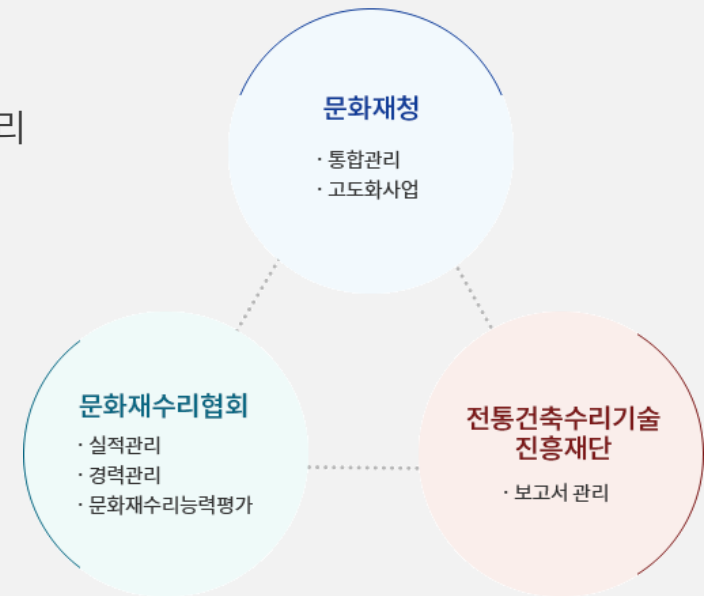 리
문화재청
· 통합관리
· 고도화사업
문화재수리협회
· 실적관리
· 경력관리
· 문화재수리능력평가
전통건축수리기술
진흥재단
· 보고서 관리